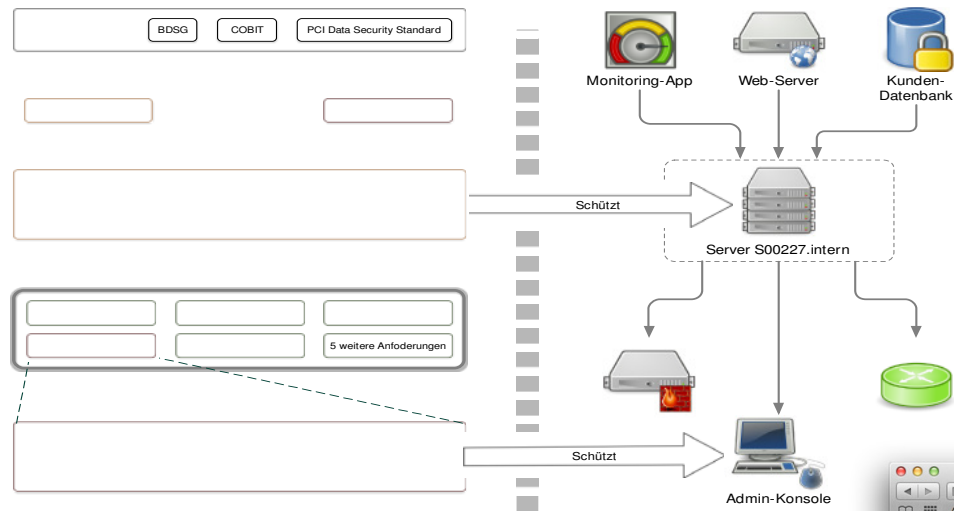 BDSG
COBIT
PCI Data Security Standard
Monitoring-App
Web-Server
Kunden-
Datenbank
Schützt
Server S00227.intern
5 weitere Anfoderungen
Schützt
Admin-Konsole